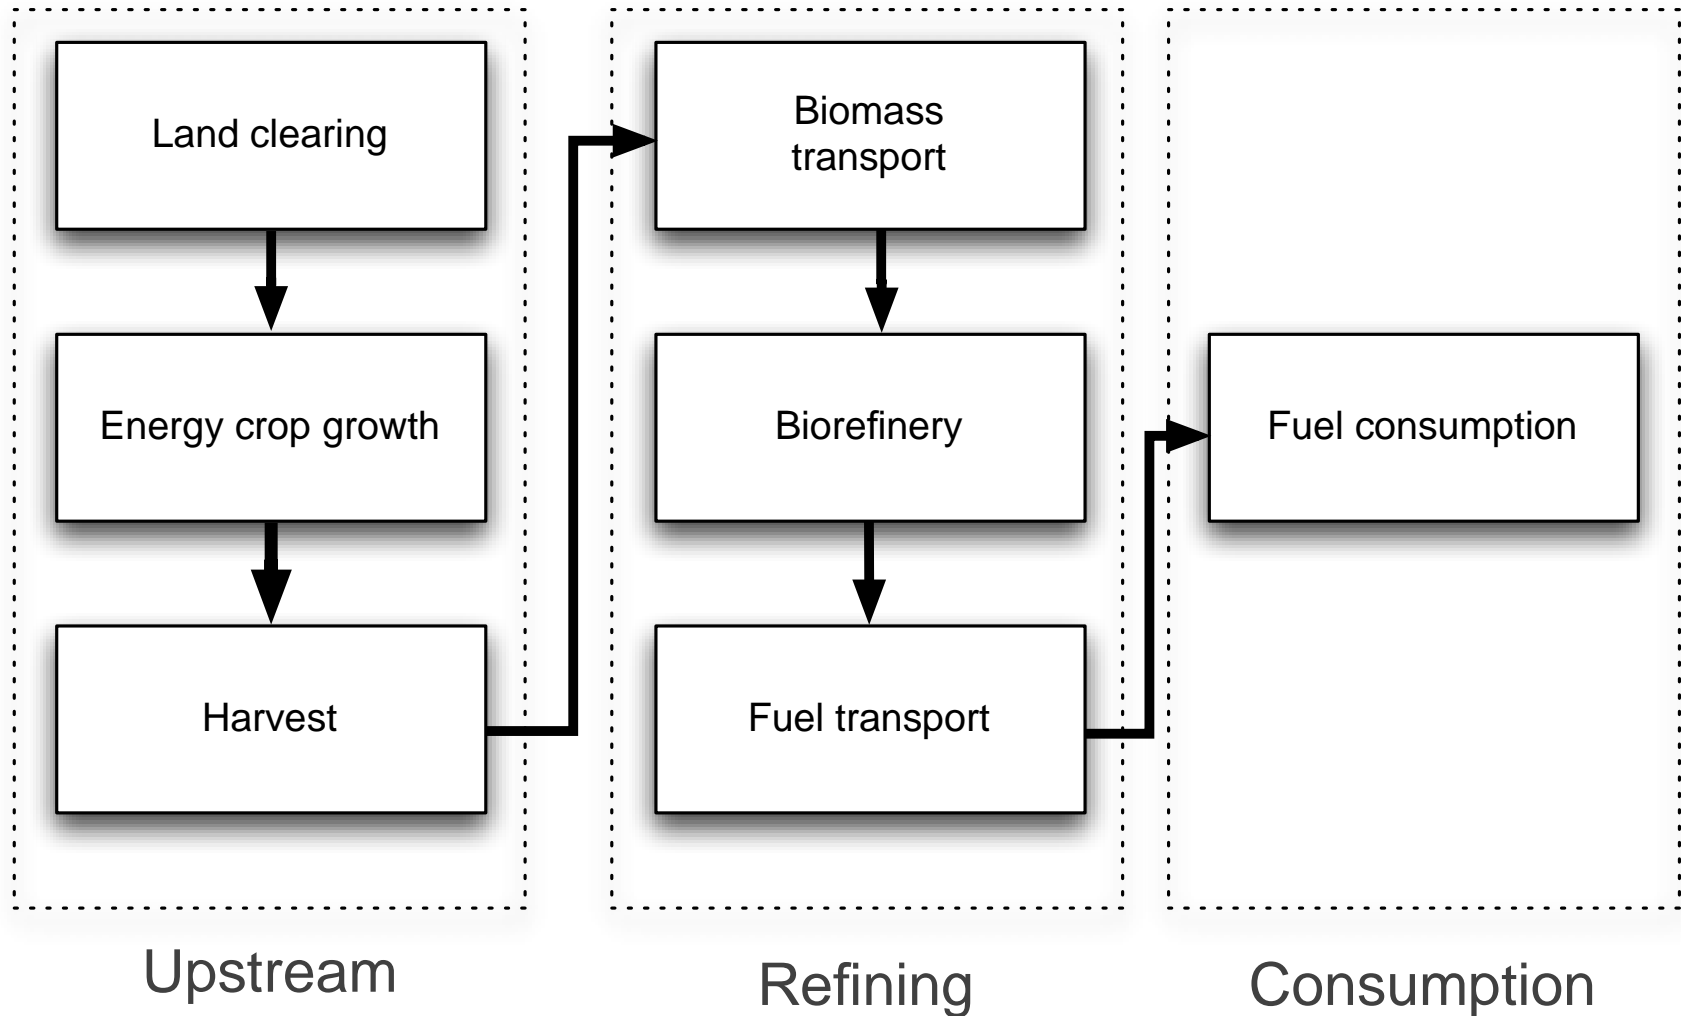 Land clearing
Energy crop growth
Harvest
Upstream
Biomass
transport
Biorefinery
Fuel transport
Refining
Fuel consumption
Consumption